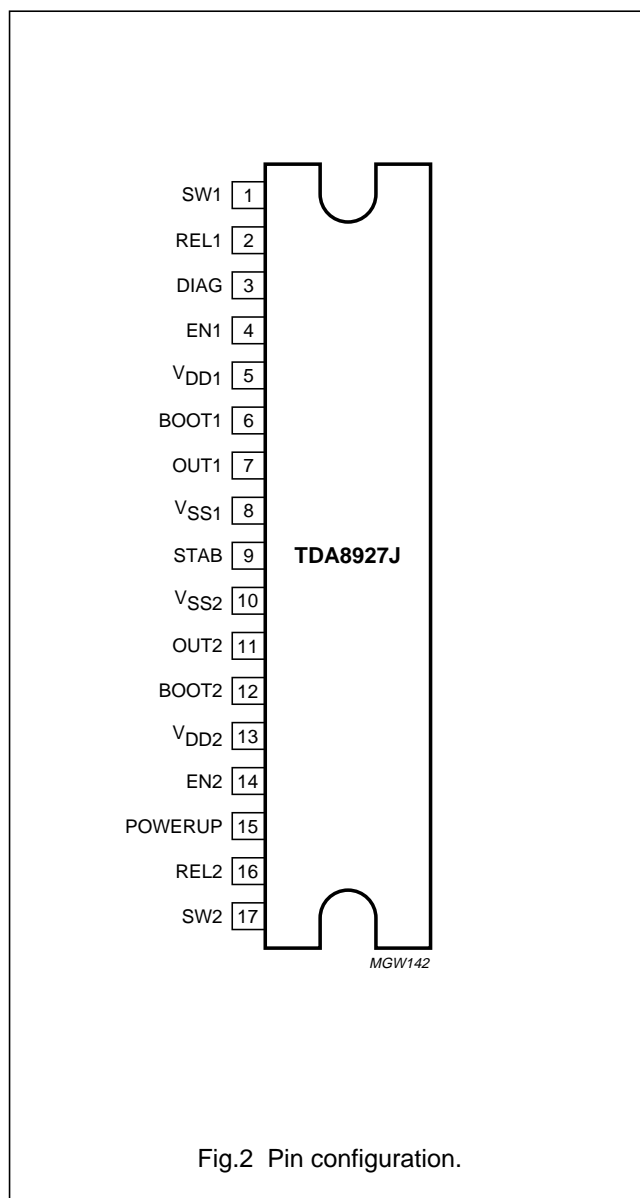 SW1 1
REL1 2
DIAG 3
EN1 4
VDD1 5
BOOT1 6
OUT1 7
VSS1 8
STAB 9 TDA8927J
VSS2 10
OUT2 11
BOOT2 12
VDD2 13
EN2 14
POWERUP 15
REL2 16
SW2 17
MGW142
Fig.2 Pin configuration.